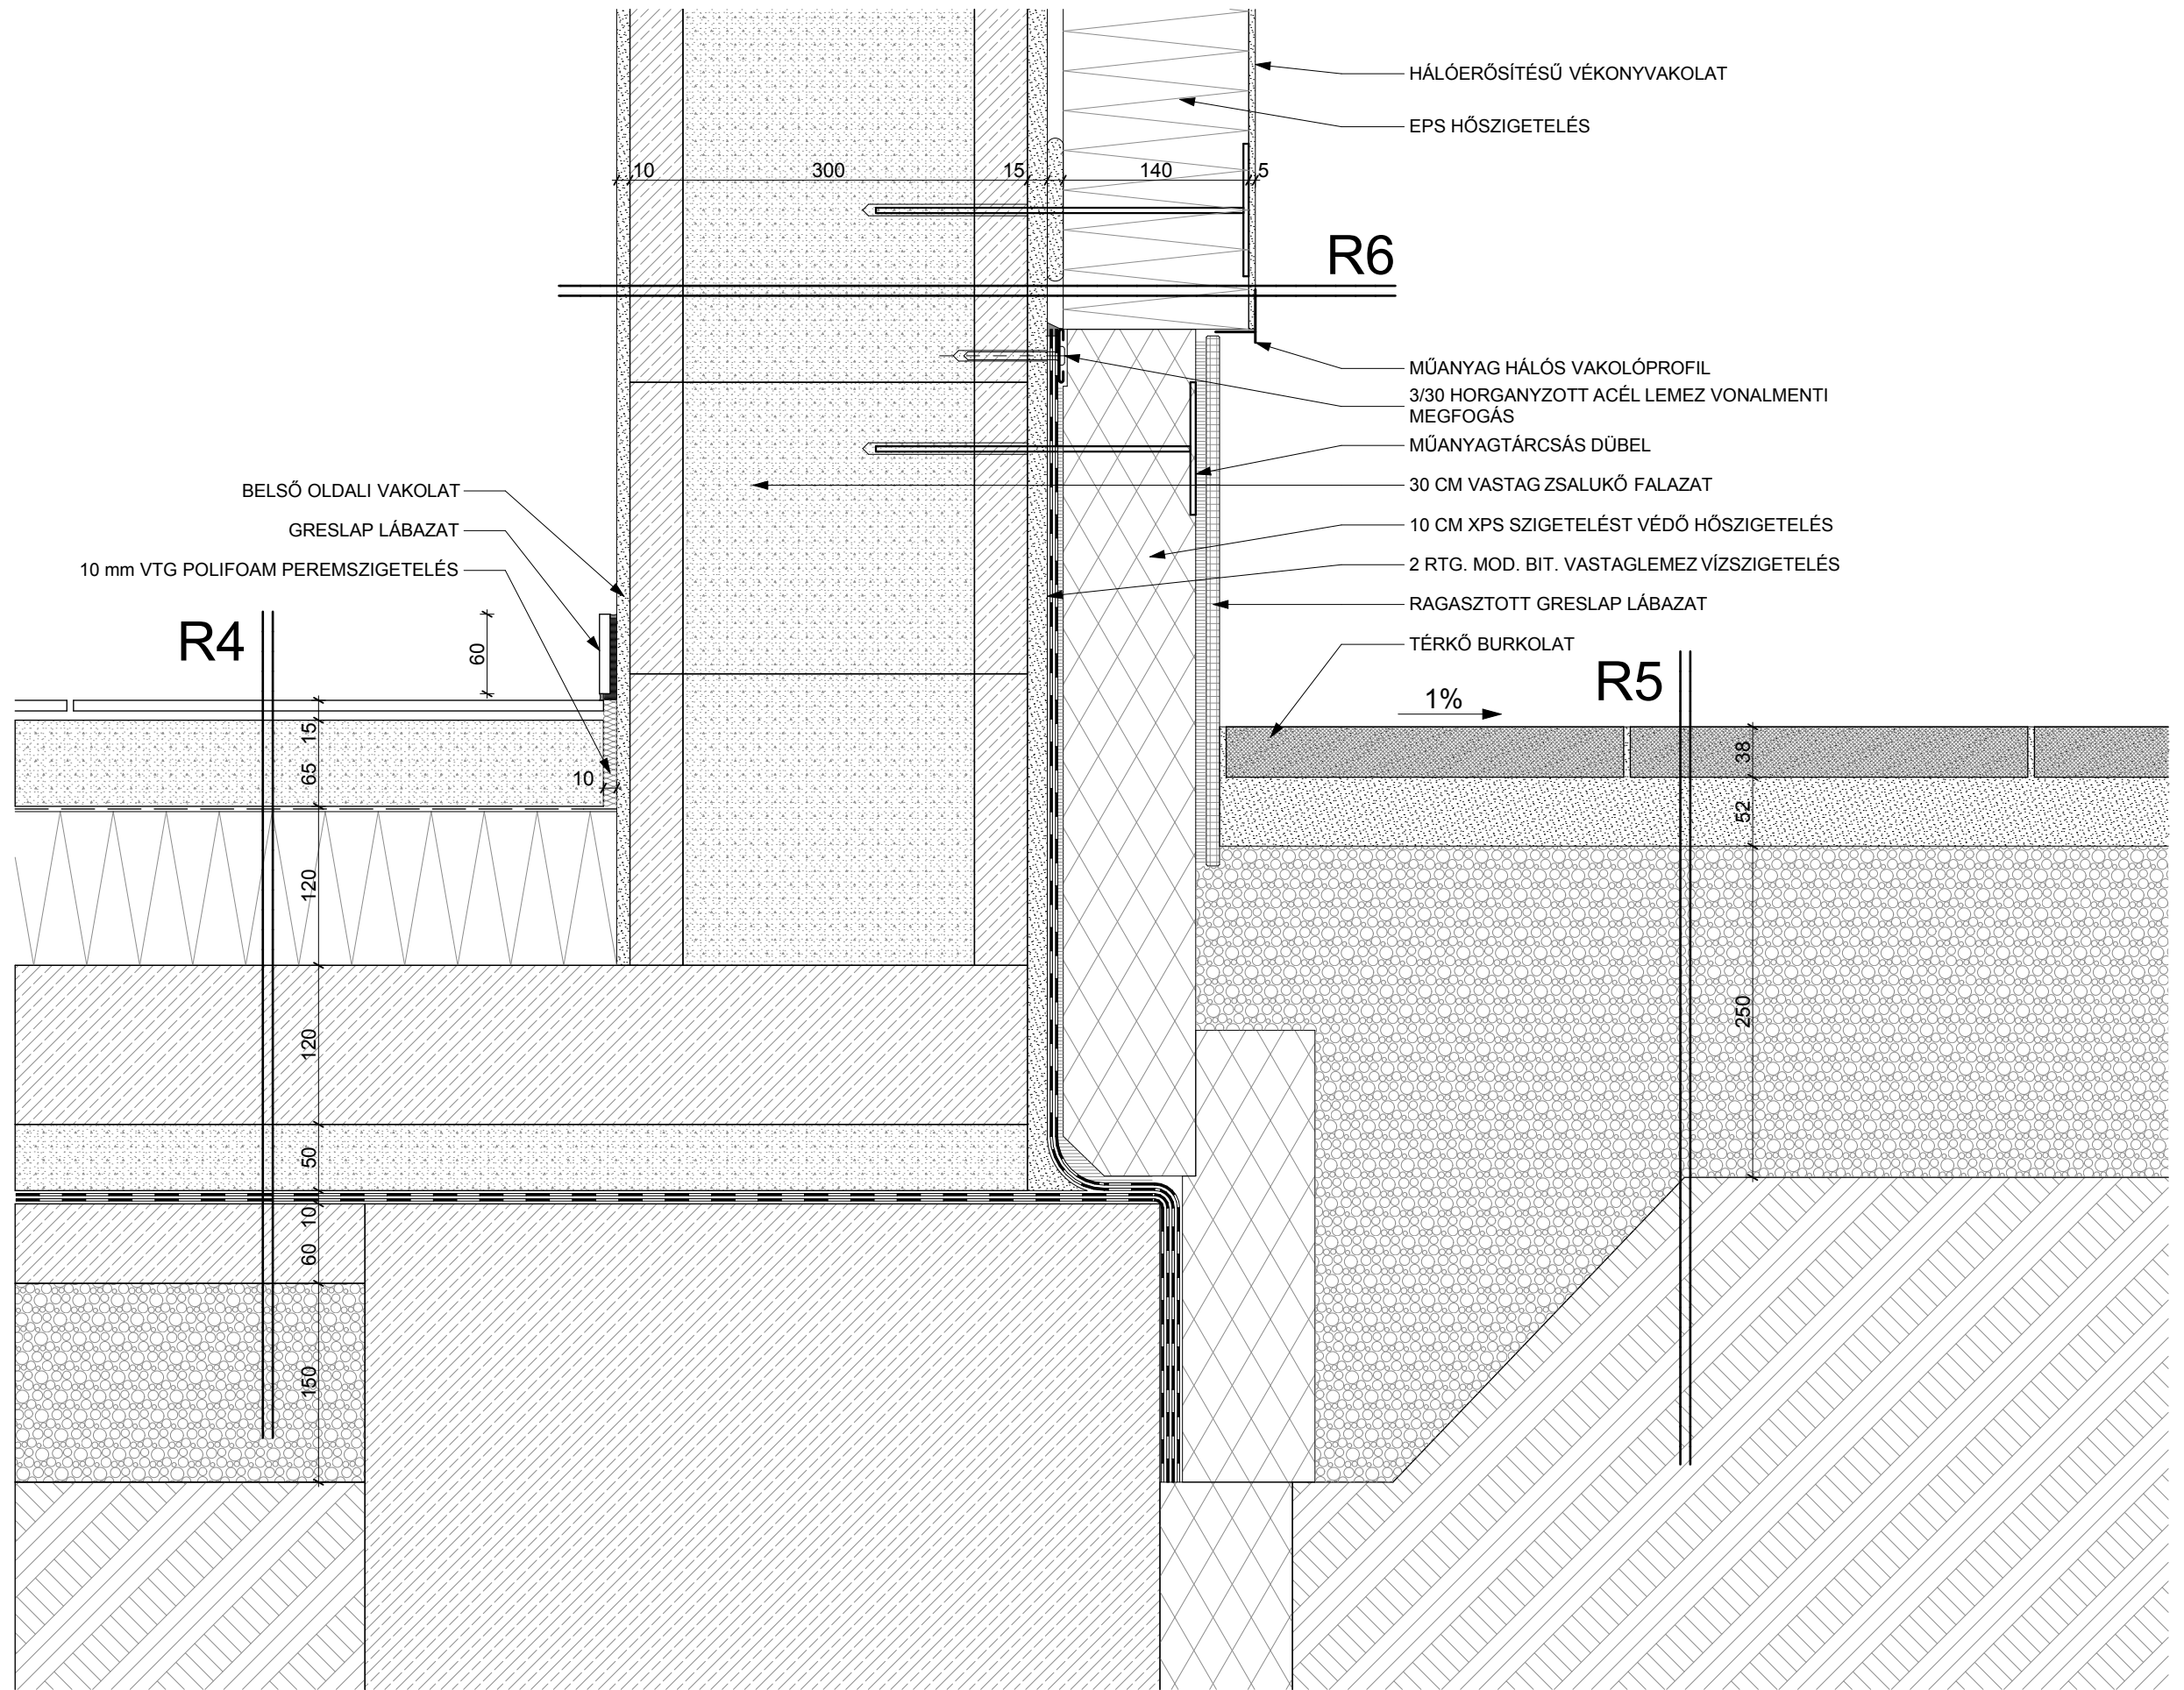 HÁLÓERŐSÍTÉSŰ VÉKONYVAKOLAT
EPS HŐSZIGETELÉS
10
300
15
140
5
R6
MŰANYAG HÁLÓS VAKOLÓPROFIL
3/30 HORGANYZOTT ACÉL LEMEZ VONALMENTI
MEGFOGÁS
MŰANYAGTÁRCSÁS DÜBEL
30 CM VASTAG ZSALUKŐ FALAZAT
10 CM XPS SZIGETELÉST VÉDŐ HŐSZIGETELÉS
2 RTG. MOD. BIT. VASTAGLEMEZ VÍZSZIGETELÉS
RAGASZTOTT GRESLAP LÁBAZAT
TÉRKŐ BURKOLAT
BELSŐ OLDALI VAKOLAT
GRESLAP LÁBAZAT
10 mm VTG POLIFOAM PEREMSZIGETELÉS
R4
60
R5
1%
15
65
10
120
120
50
10
60
150
38
52
250